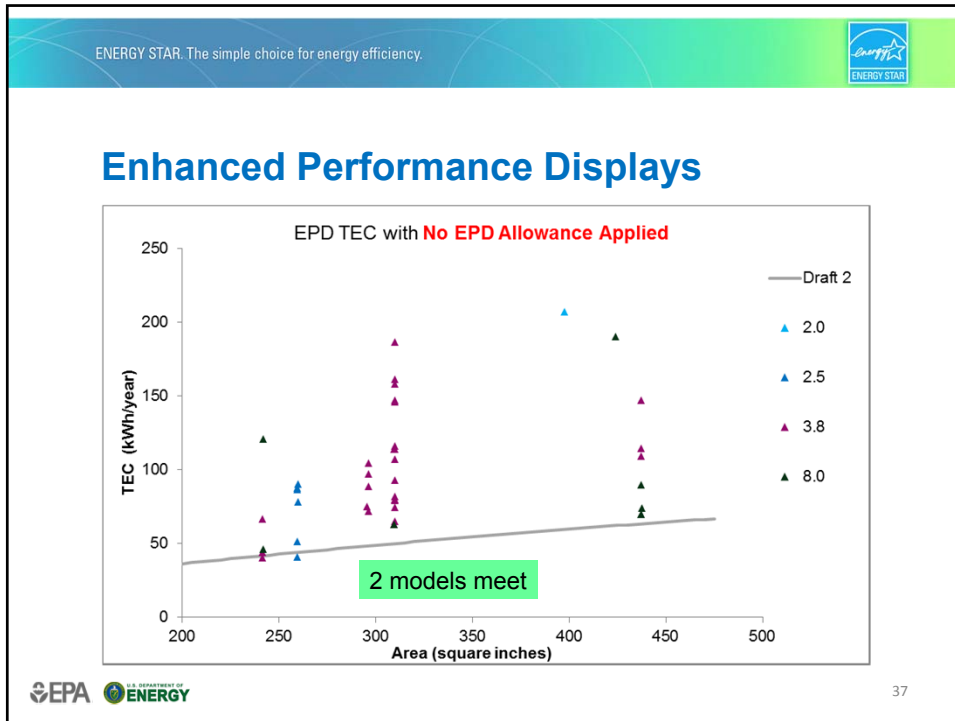 ENERGY STAR. The simple choice for energy efficiency.
energy
ENERGY STAR
Enhanced Performance Displays
EPD TEC with No EPD Allowance Applied
250
200
150
100
50
0
TEC (kWh/year)
200 250 300 350 400 450 500
Area (square inches)
Draft 2
2.0
2.5
3.8
8.0
2 models meet
EPA
U.S. DEPARTMENT OF
ENERGY
37